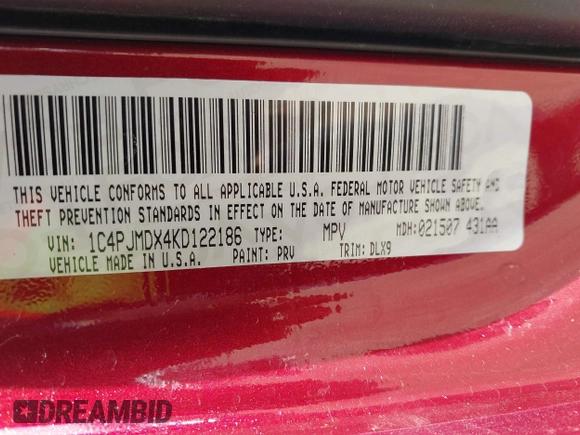 THIS VEHICLE CONFORMS TO ALL APPLICABLE U.S.A. FEDERAL MOTOR VEHICLE SAFETY AND
THEFT PREVENTION STANDARDS IN EFFECT ON THE DATE OF MANUFACTURE SHOWN ABOVE.
VIN: 1C4PJMDX4KD122186 TYPE: MPV MDH:021507 431AA
VEHICLE MADE IN U.S.A. PAINT: PRV TRIM: DLX9
DREAMBID